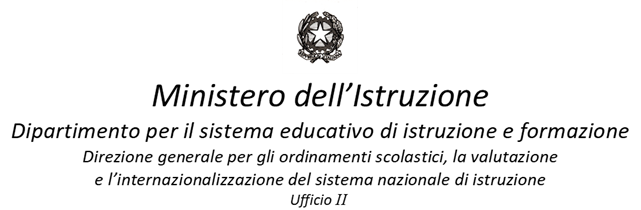 Ministero dell’Istruzione
Dipartimento per il sistema educativo di istruzione e formazione
Direzione generale per gli ordinamenti scolastici, la valutazione
e l’internazionalizzazione del sistema nazionale di istruzione
Ufficio II